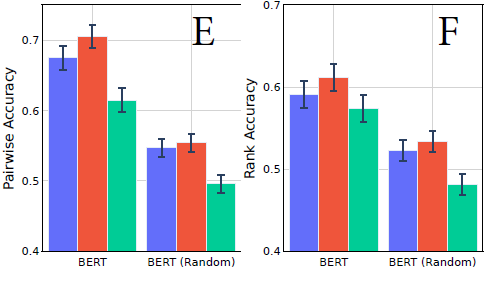 E
Pairwise Accuracy
0.7
0.6
0.5
0.4
BERT
BERT (Random)
F
Rank Accuracy
0.7
0.6
0.5
0.4
BERT
BERT (Random)